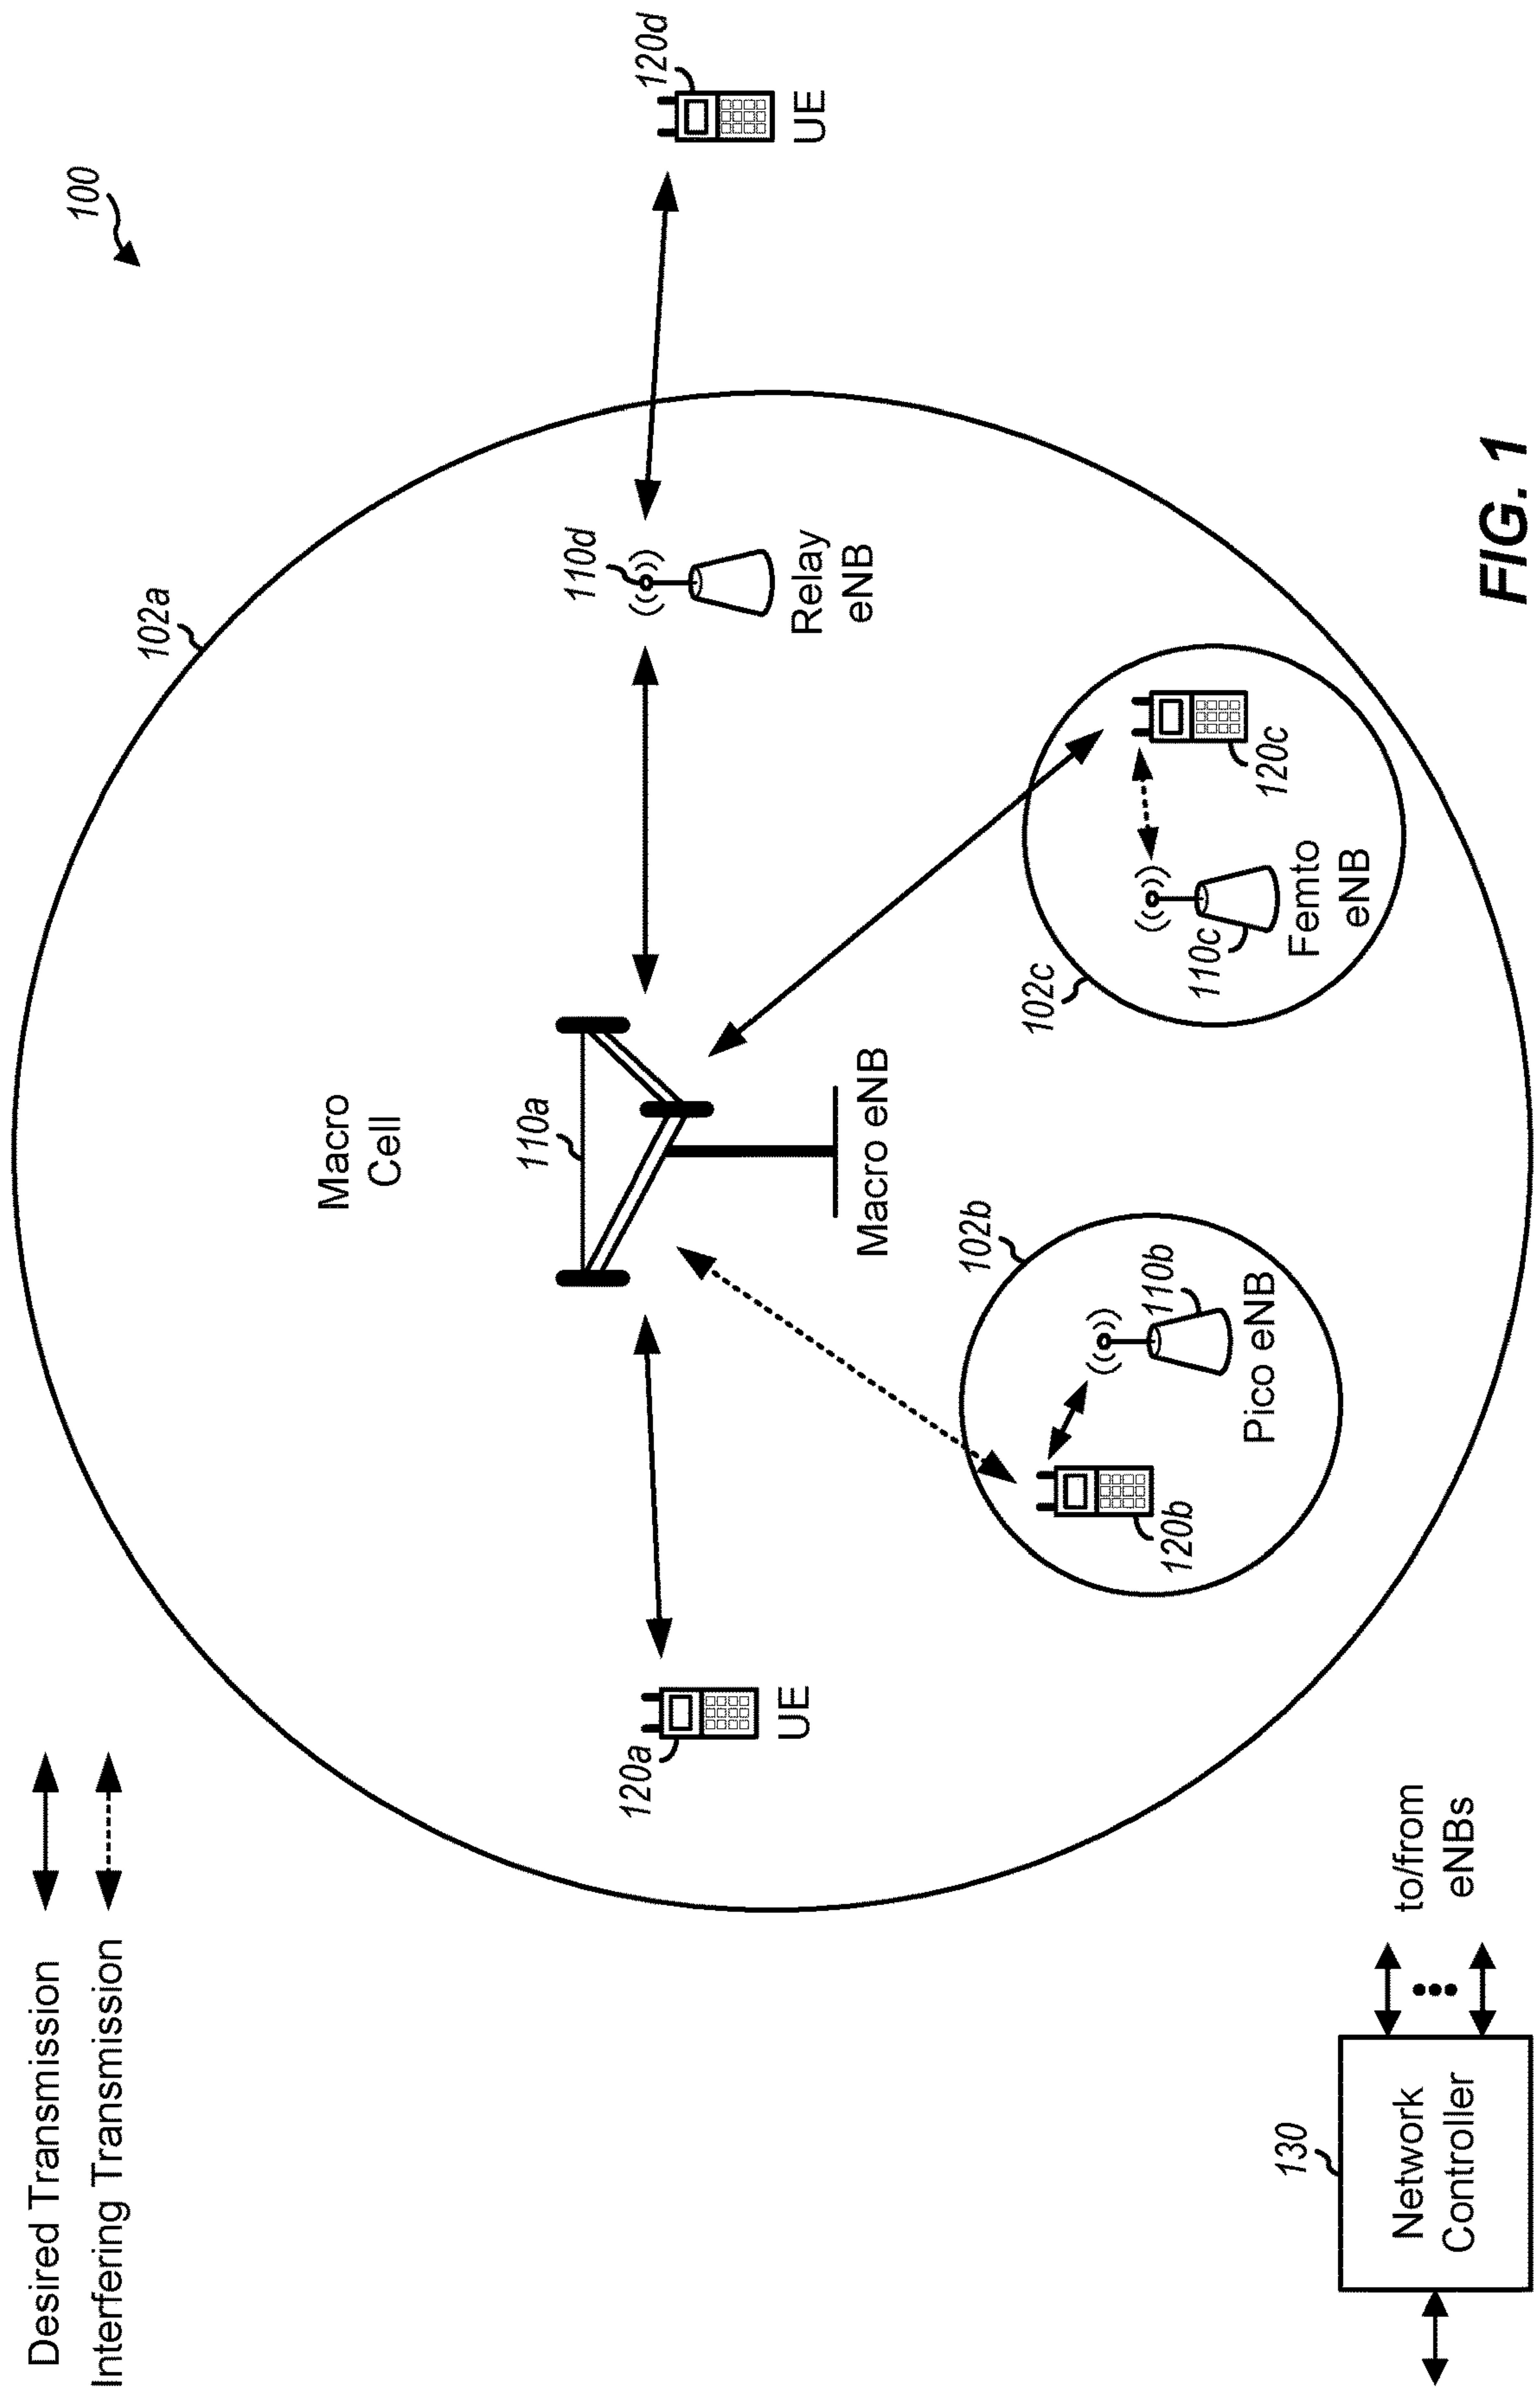 Desired Transmission
Interfering Transmission
100
102a
Macro
Cell
110a
Macro eNB
110d
Relay
eNB
120d
UE
120a
UE
102b
110b
Pico eNB
120b
102c
120c
110c
Femto
eNB
130
Network
Controller
to/from
eNBs
FIG. 1